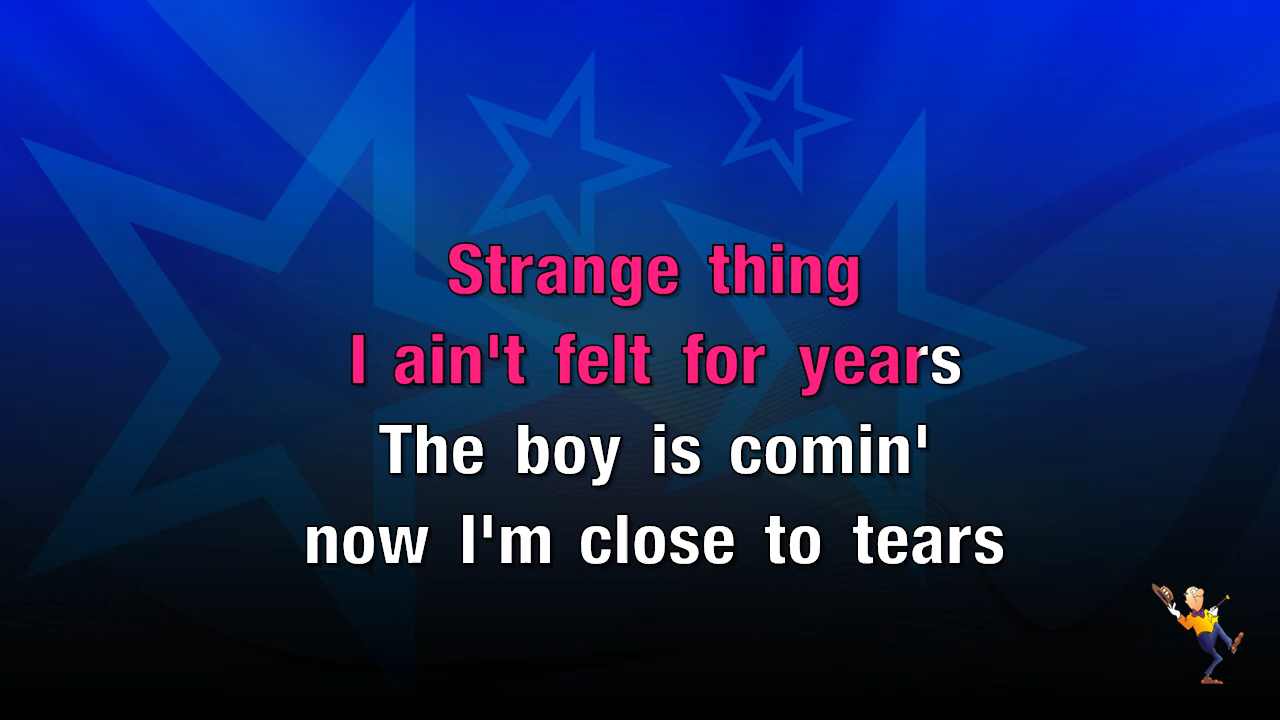 Strange thing
I ain't felt for years
The boy is comin'
now I'm close to tears